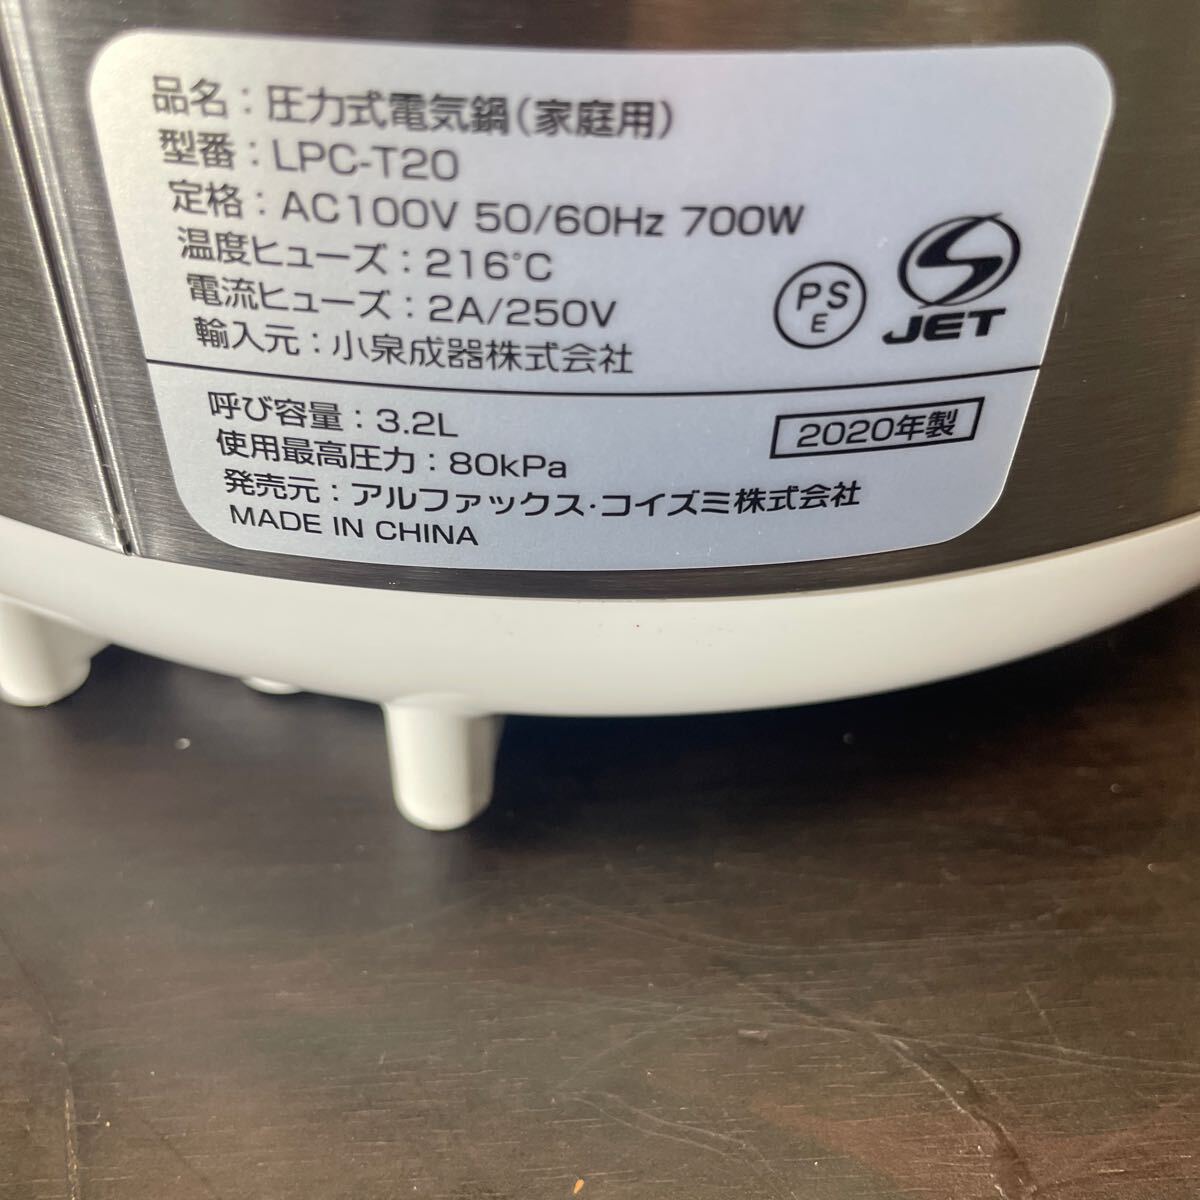 品名：圧力式電気鍋（家庭用）
型番：LPC-T20
定格：AC100V 50/60Hz 700W
温度ヒューズ：216℃
電流ヒューズ：2A/250V
輸入元：小泉成器株式会社
PS
E
JET
呼び容量：3.2L
使用最高圧力：80kPa
発売元：アルファックス・コイズミ株式会社
MADE IN CHINA
2020年製